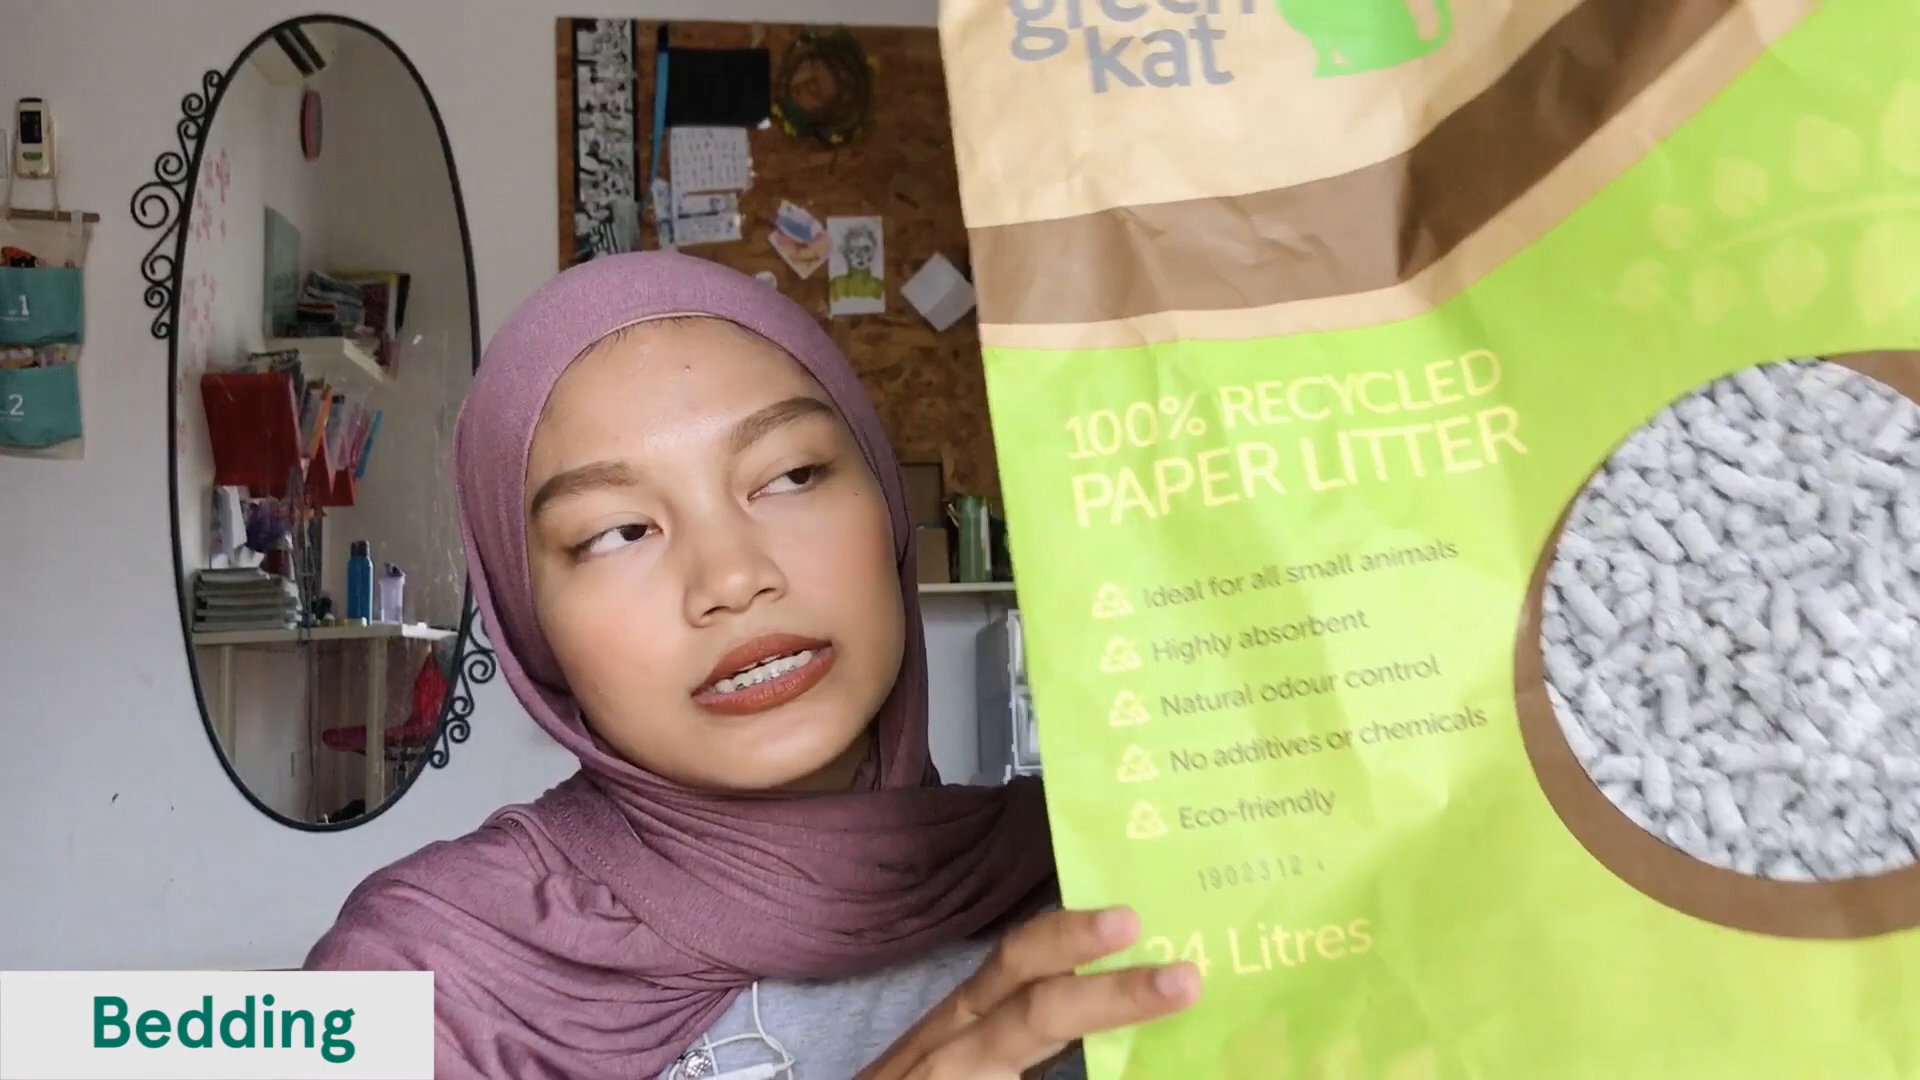 green
kat
100% RECYCLED
PAPER LITTER
Ideal for all small animals
Highly absorbent
Natural odour control
No additives or chemicals
Eco-friendly
1902312
24 Litres
1
2
Bedding